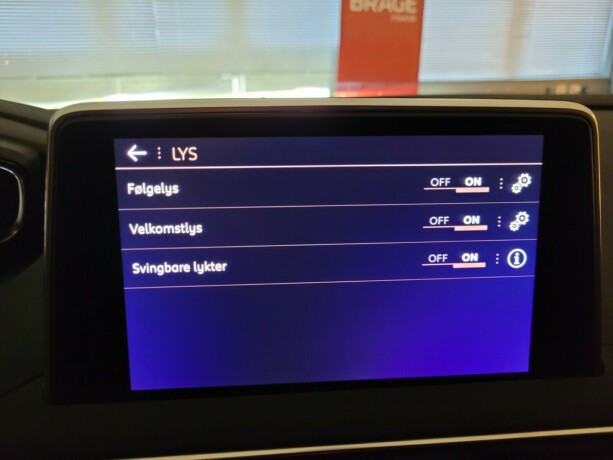 BRAGE
LYS
Følgelys OFF ON
Velkomstlys OFF ON
Svingbare lykter OFF ON